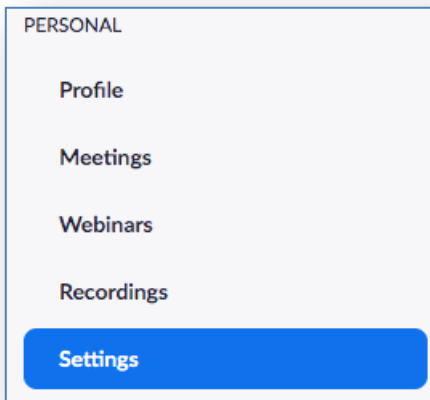 PERSONAL
Profile
Meetings
Webinars
Recordings
Settings